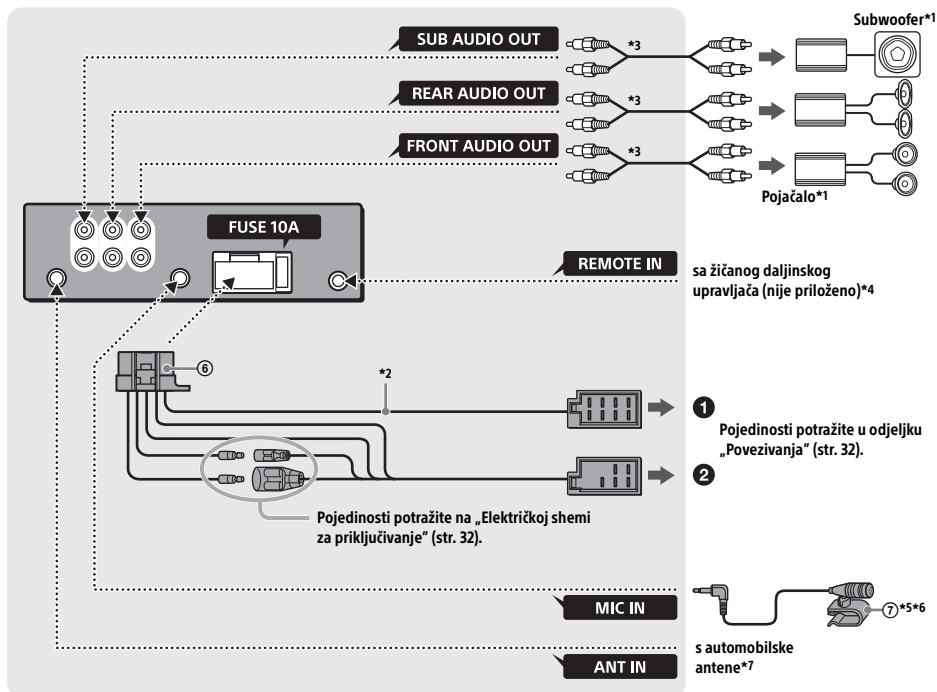 Subwoofer*1
SUB AUDIO OUT
*3
REAR AUDIO OUT
*3
FRONT AUDIO OUT
*3
Pojačalo*1
FUSE 10A
REMOTE IN
sa žičanog daljinskog
upravljača (nije priloženo)*4
⑥
*2
❶
Pojedinosti potražite u odjeljku
„Povezivanja” (str. 32).
❷
Pojedinosti potražite na „Električkoj shemi
za priključivanje” (str. 32).
MIC IN
⑦*5*6
s automobilske
antene*7
ANT IN